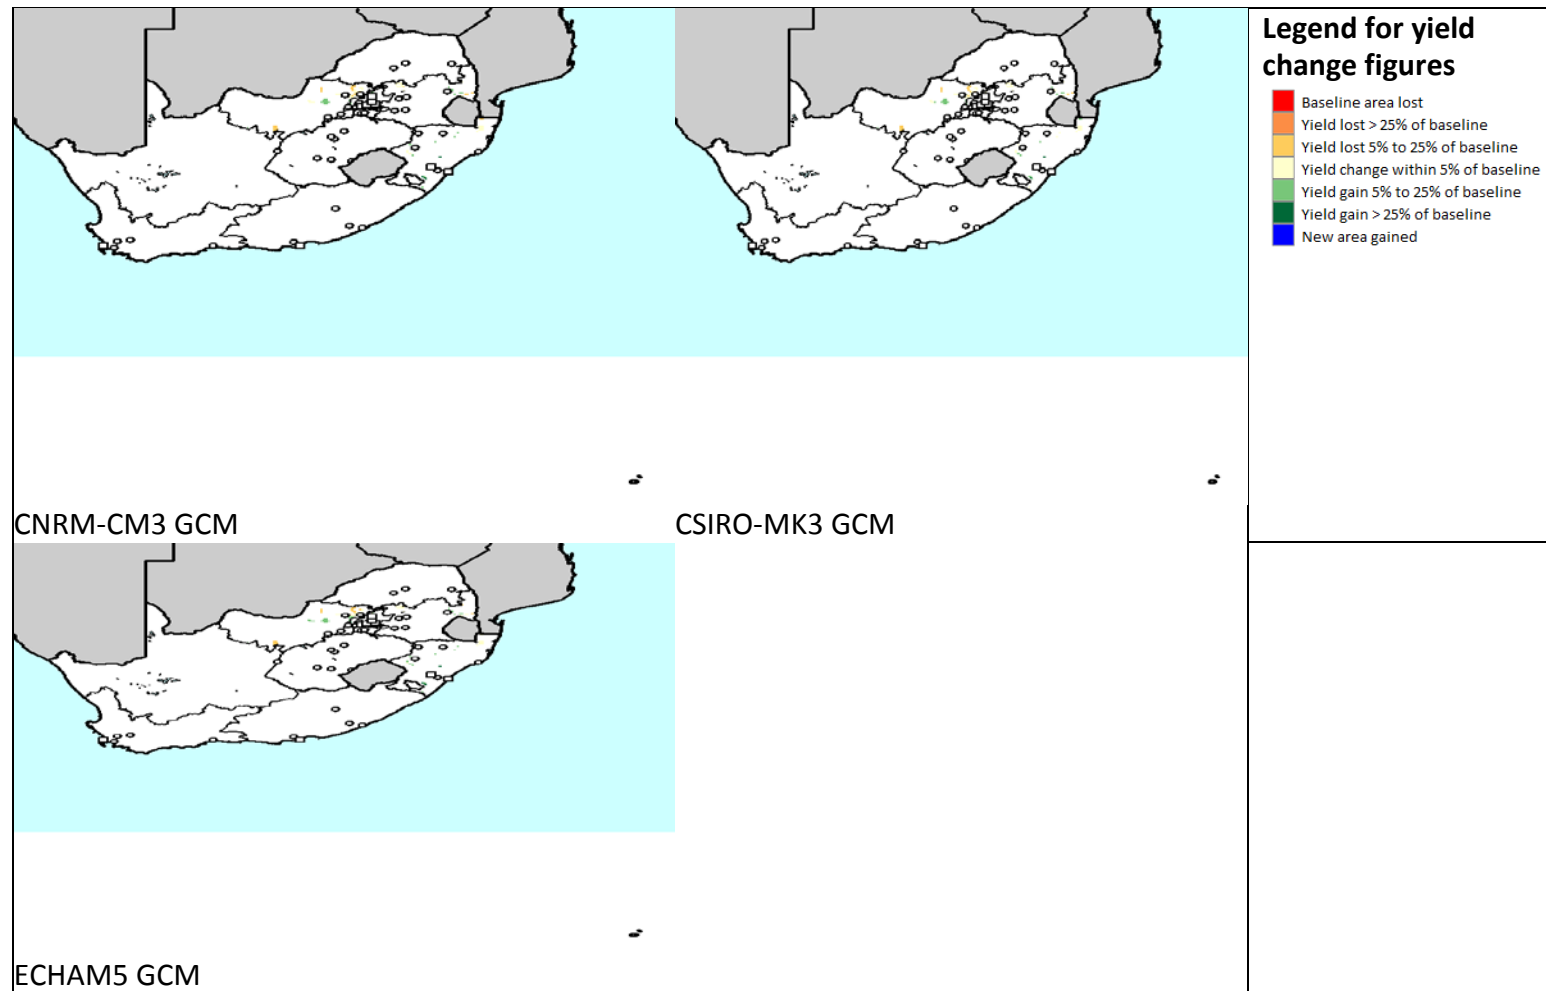 Legend for yield
change figures
Baseline area lost
Yield lost > 25% of baseline
Yield lost 5% to 25% of baseline
Yield change within 5% of baseline
Yield gain 5% to 25% of baseline
Yield gain > 25% of baseline
New area gained
CNRM-CM3 GCM
CSIRO-MK3 GCM
ECHAM5 GCM